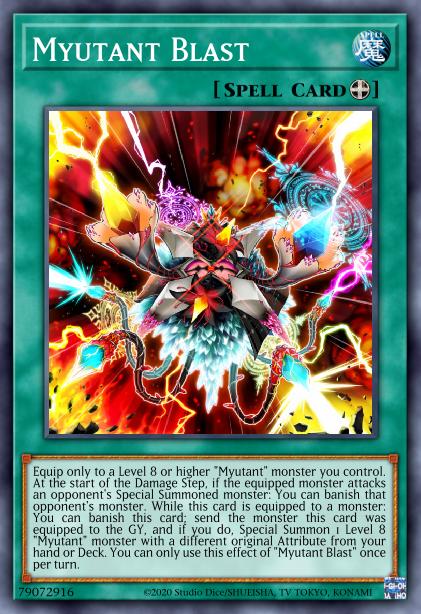 Myutant Blast
SPELL
魔
[Spell Card]
Equip only to a Level 8 or higher "Myutant" monster you control.
At the start of the Damage Step, if the equipped monster attacks
an opponent's Special Summoned monster: You can banish that
opponent's monster. While this card is equipped to a monster:
You can banish this card; send the monster this card was
equipped to the GY, and if you do, Special Summon 1 Level 8
"Myutant" monster with a different original Attribute from your
hand or Deck. You can only use this effect of "Myutant Blast" once
per turn.
79072916
©2020 Studio Dice/SHUEISHA, TV TOKYO, KONAMI